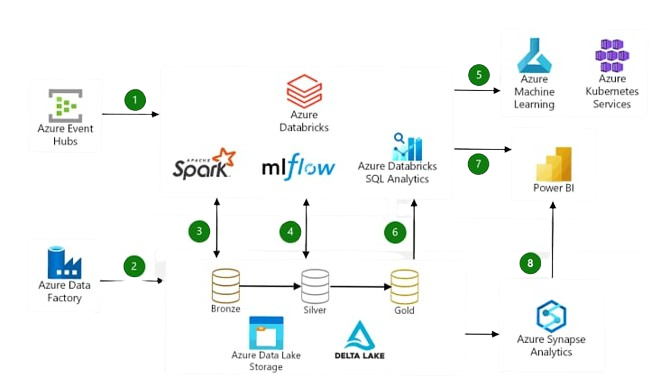 1
Azure Event
Hubs
2
Azure Data
Factory
Azure
Databricks
APACHE
Spark
mlflow
Azure Databricks
SQL Analytics
3
4
6
Bronze
Silver
Gold
Azure Data Lake
Storage
DELTA LAKE
5
Azure
Machine
Learning
Azure
Kubernetes
Services
7
Power BI
8
Azure Synapse
Analytics